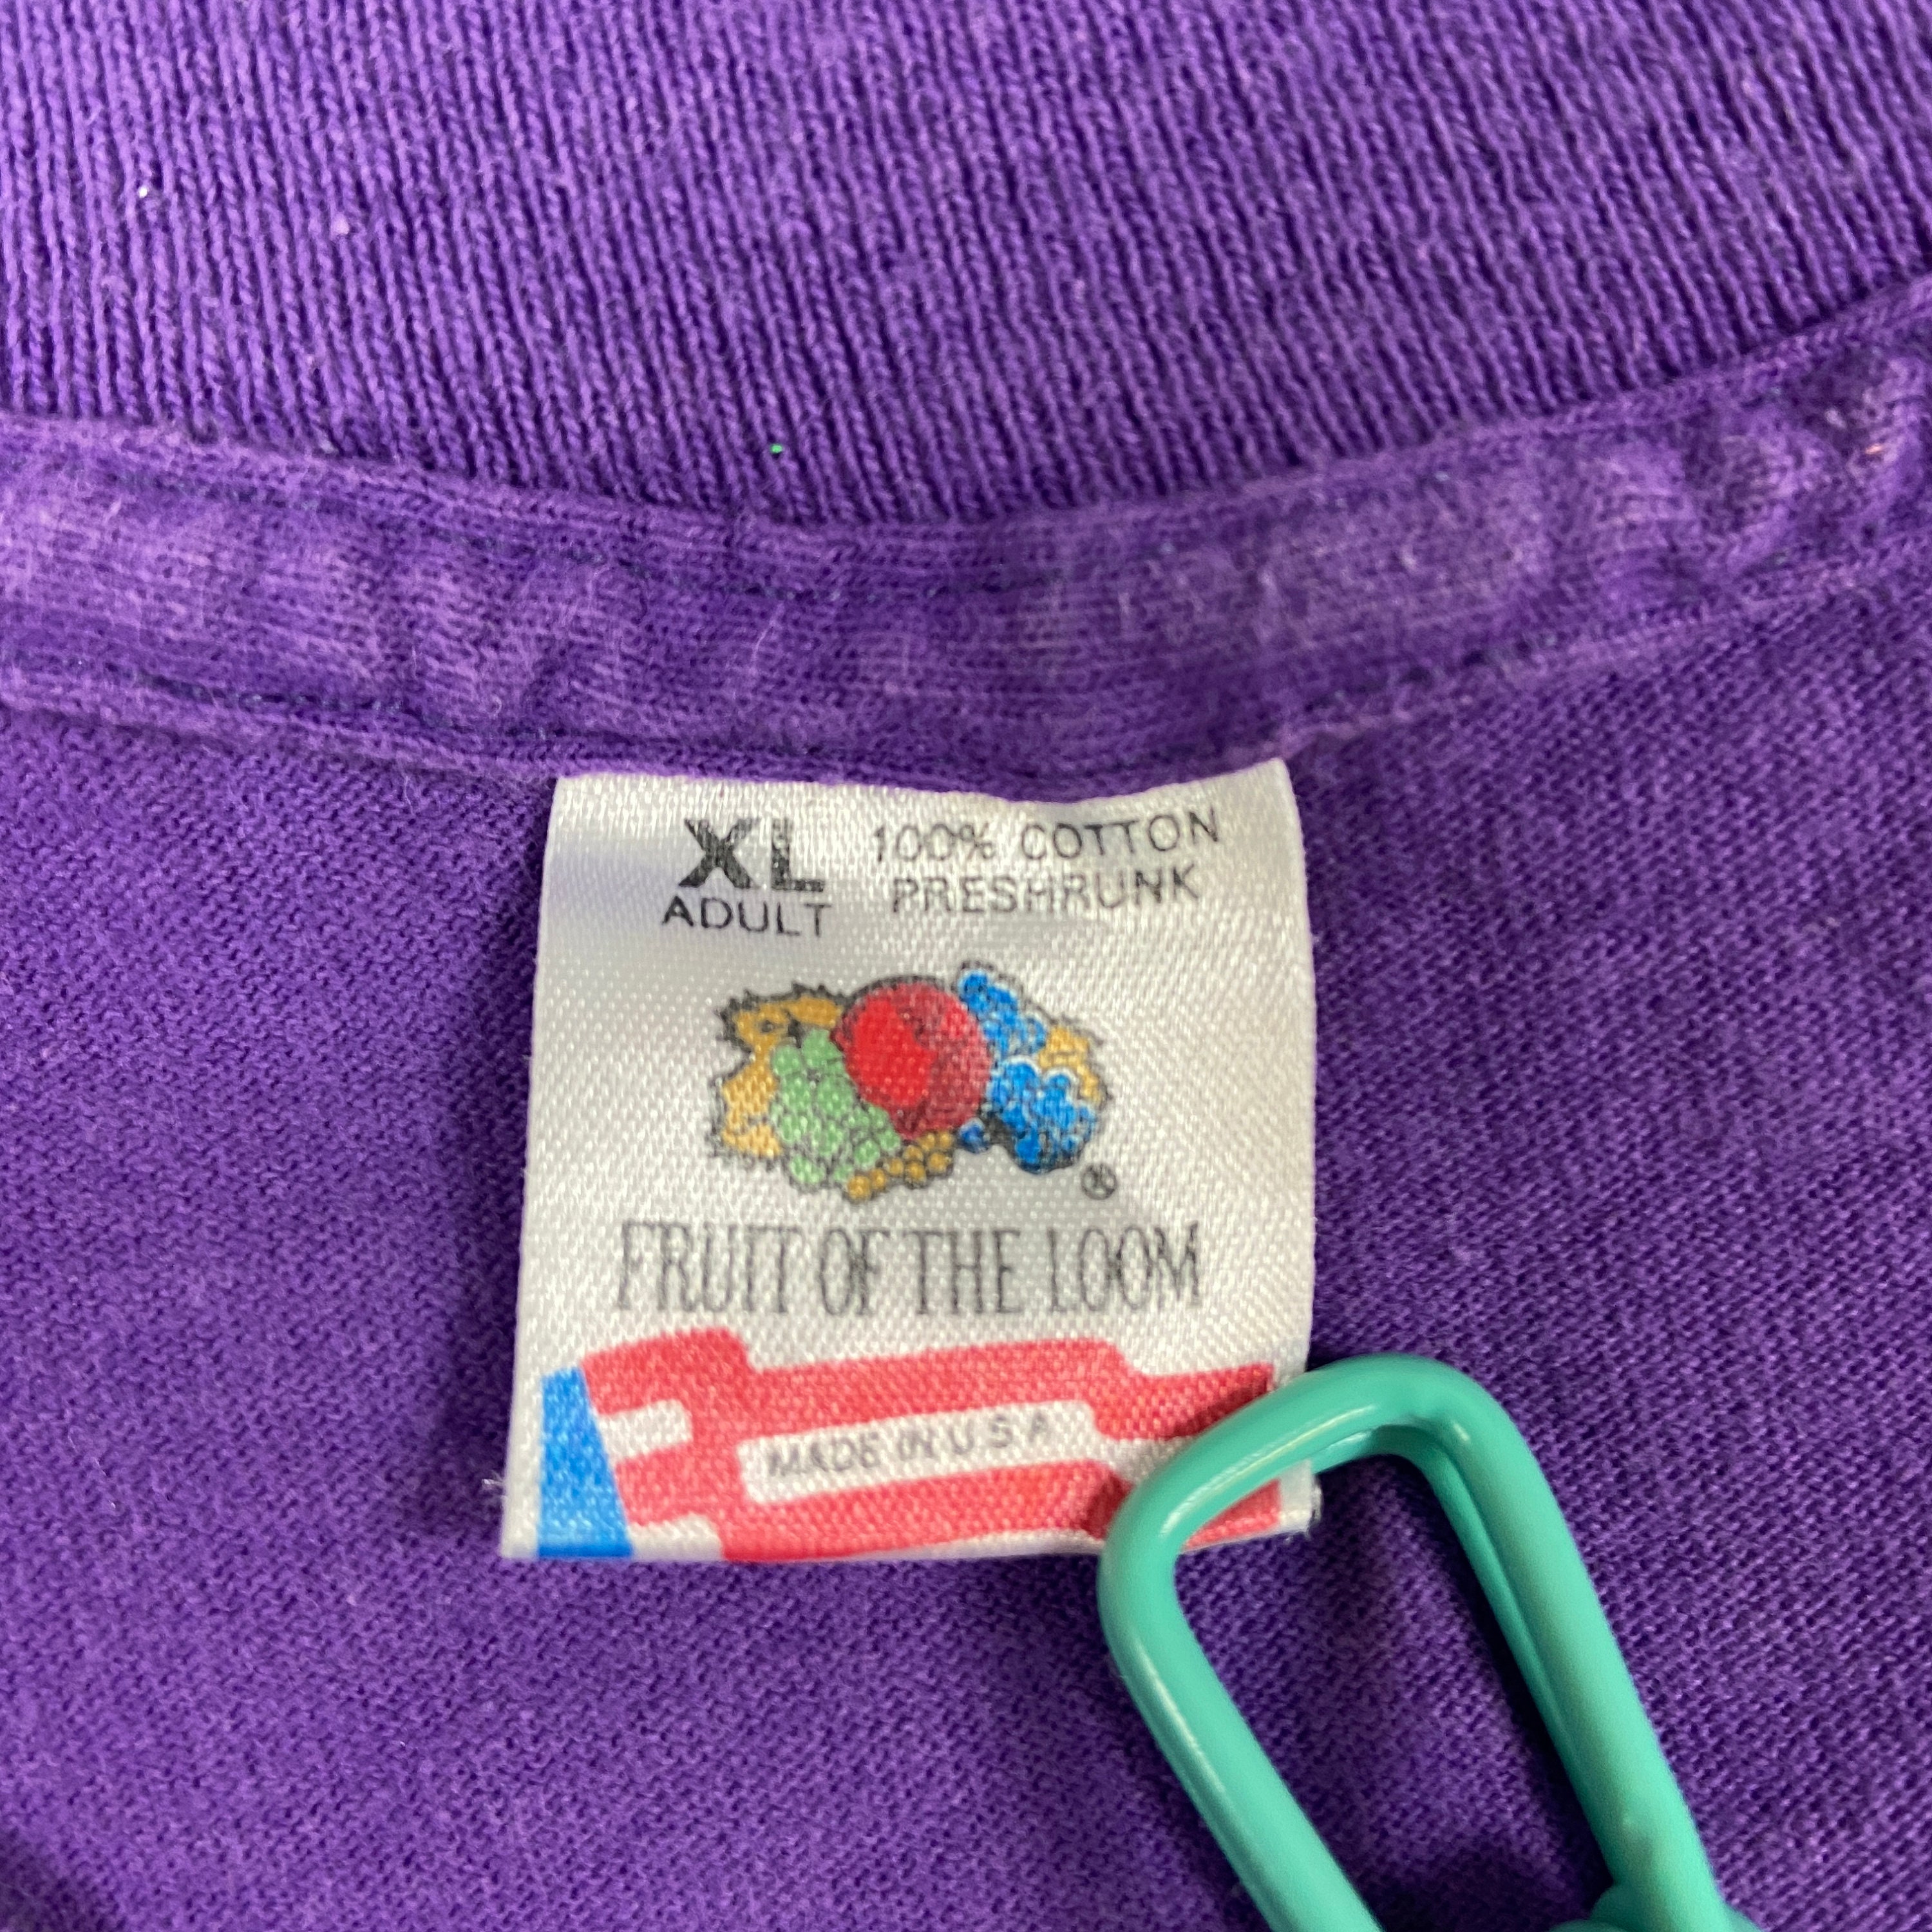 XL 100% COTTON
ADULT PRESHRUNK
®
FRUIT OF THE LOOM
MADE IN U S A